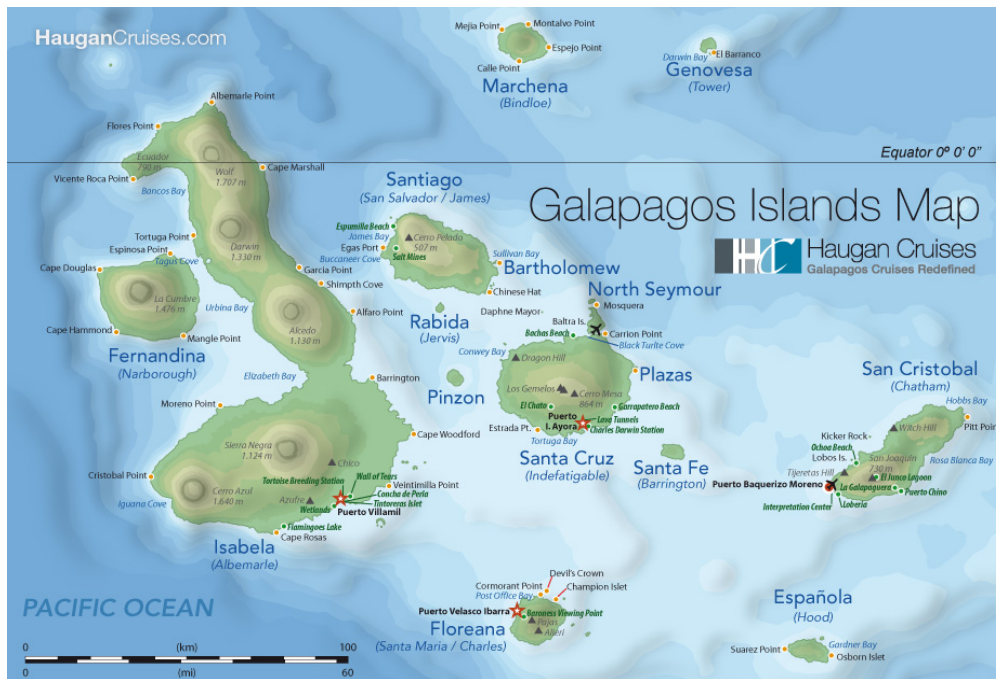 HauganCruises.com
Mejia Point
Montalvo Point
Espejo Point
Calle Point
Marchena
(Bindloe)
Darwin Bay
El Barranco
Genovesa
(Tower)
Equator 0º 0' 0"
Galapagos Islands Map
HC
Haugan Cruises
Galapagos Cruises Redefined
Albemarle Point
Flores Point
Ecuador
790 m
Wolf
1.707 m
Cape Marshall
Vicente Roca Point
Bancos Bay
Tortuga Point
Darwin
1.330 m
Espinosa Point
Tagus Cove
Cape Douglas
Garcia Point
Shimpth Cove
La Cumbre
1.476 m
Urbina Bay
Alfaro Point
Cape Hammond
Mangle Point
Alcedo
1.130 m
Fernandina
(Narborough)
Elizabeth Bay
Barrington
Moreno Point
Cape Woodford
Sierra Negra
1.124 m
Chico
Cristobal Point
Wall of Tears
Tortoise Breeding Station
Veintimilla Point
Cerro Azul
1.640 m
Concha de Perla
Tintoreras Islet
Iguana Cove
Azufre
Wetlands
Puerto Villamil
Flamingoes Lake
Cape Rosas
Isabela
(Albemarle)
Santiago
(San Salvador / James)
Espumilla Beach
James Bay
Cerro Pelada
507 m
Egas Port
Buccaneer Cove
Salt Mines
Sullivan Bay
Bartholomew
Chinese Hat
Rabida
(Jervis)
Pinzon
North Seymour
Mosquera
Daphne Mayor-
Baltra Is.
Bachas Beach
Carrion Point
Black Turlte Cove
Conwey Bay
Dragon Hill
Plazas
Los Gemelos
Cerro Mesa
864 m
El Chato
Garrapatero Beach
Puerto
I. Ayora
Lava Tunnels
Charles Darwin Station
Estrada Pt.
Tortuga Bay
Santa Cruz
(Indefatigable)
Santa Fe
(Barrington)
San Cristobal
(Chatham)
Hobbs Bay
Pitt Poin
Witch Hill
Kicker Rock-
Ochoa Beach
Lobos Is.
San Joaquin
730 m
Rosa Blanca Bay
Tijeretas Hill
El Junco Lagoon
Puerto Baquerizo Moreno
La Galapaguera
Puerto Chino
Interpretation Center
Loberia
Devil's Crown
Cormorant Point
Champion Islet
Post Office Bay
Puerto Velasco Ibarra
Baroness Viewing Point
Pajas
Alieri
Floreana
(Santa Maria / Charles)
Española
(Hood)
Suarez Point
Gardner Bay
Osborn Islet
PACIFIC OCEAN
0 (km) 100
0 (mi) 60